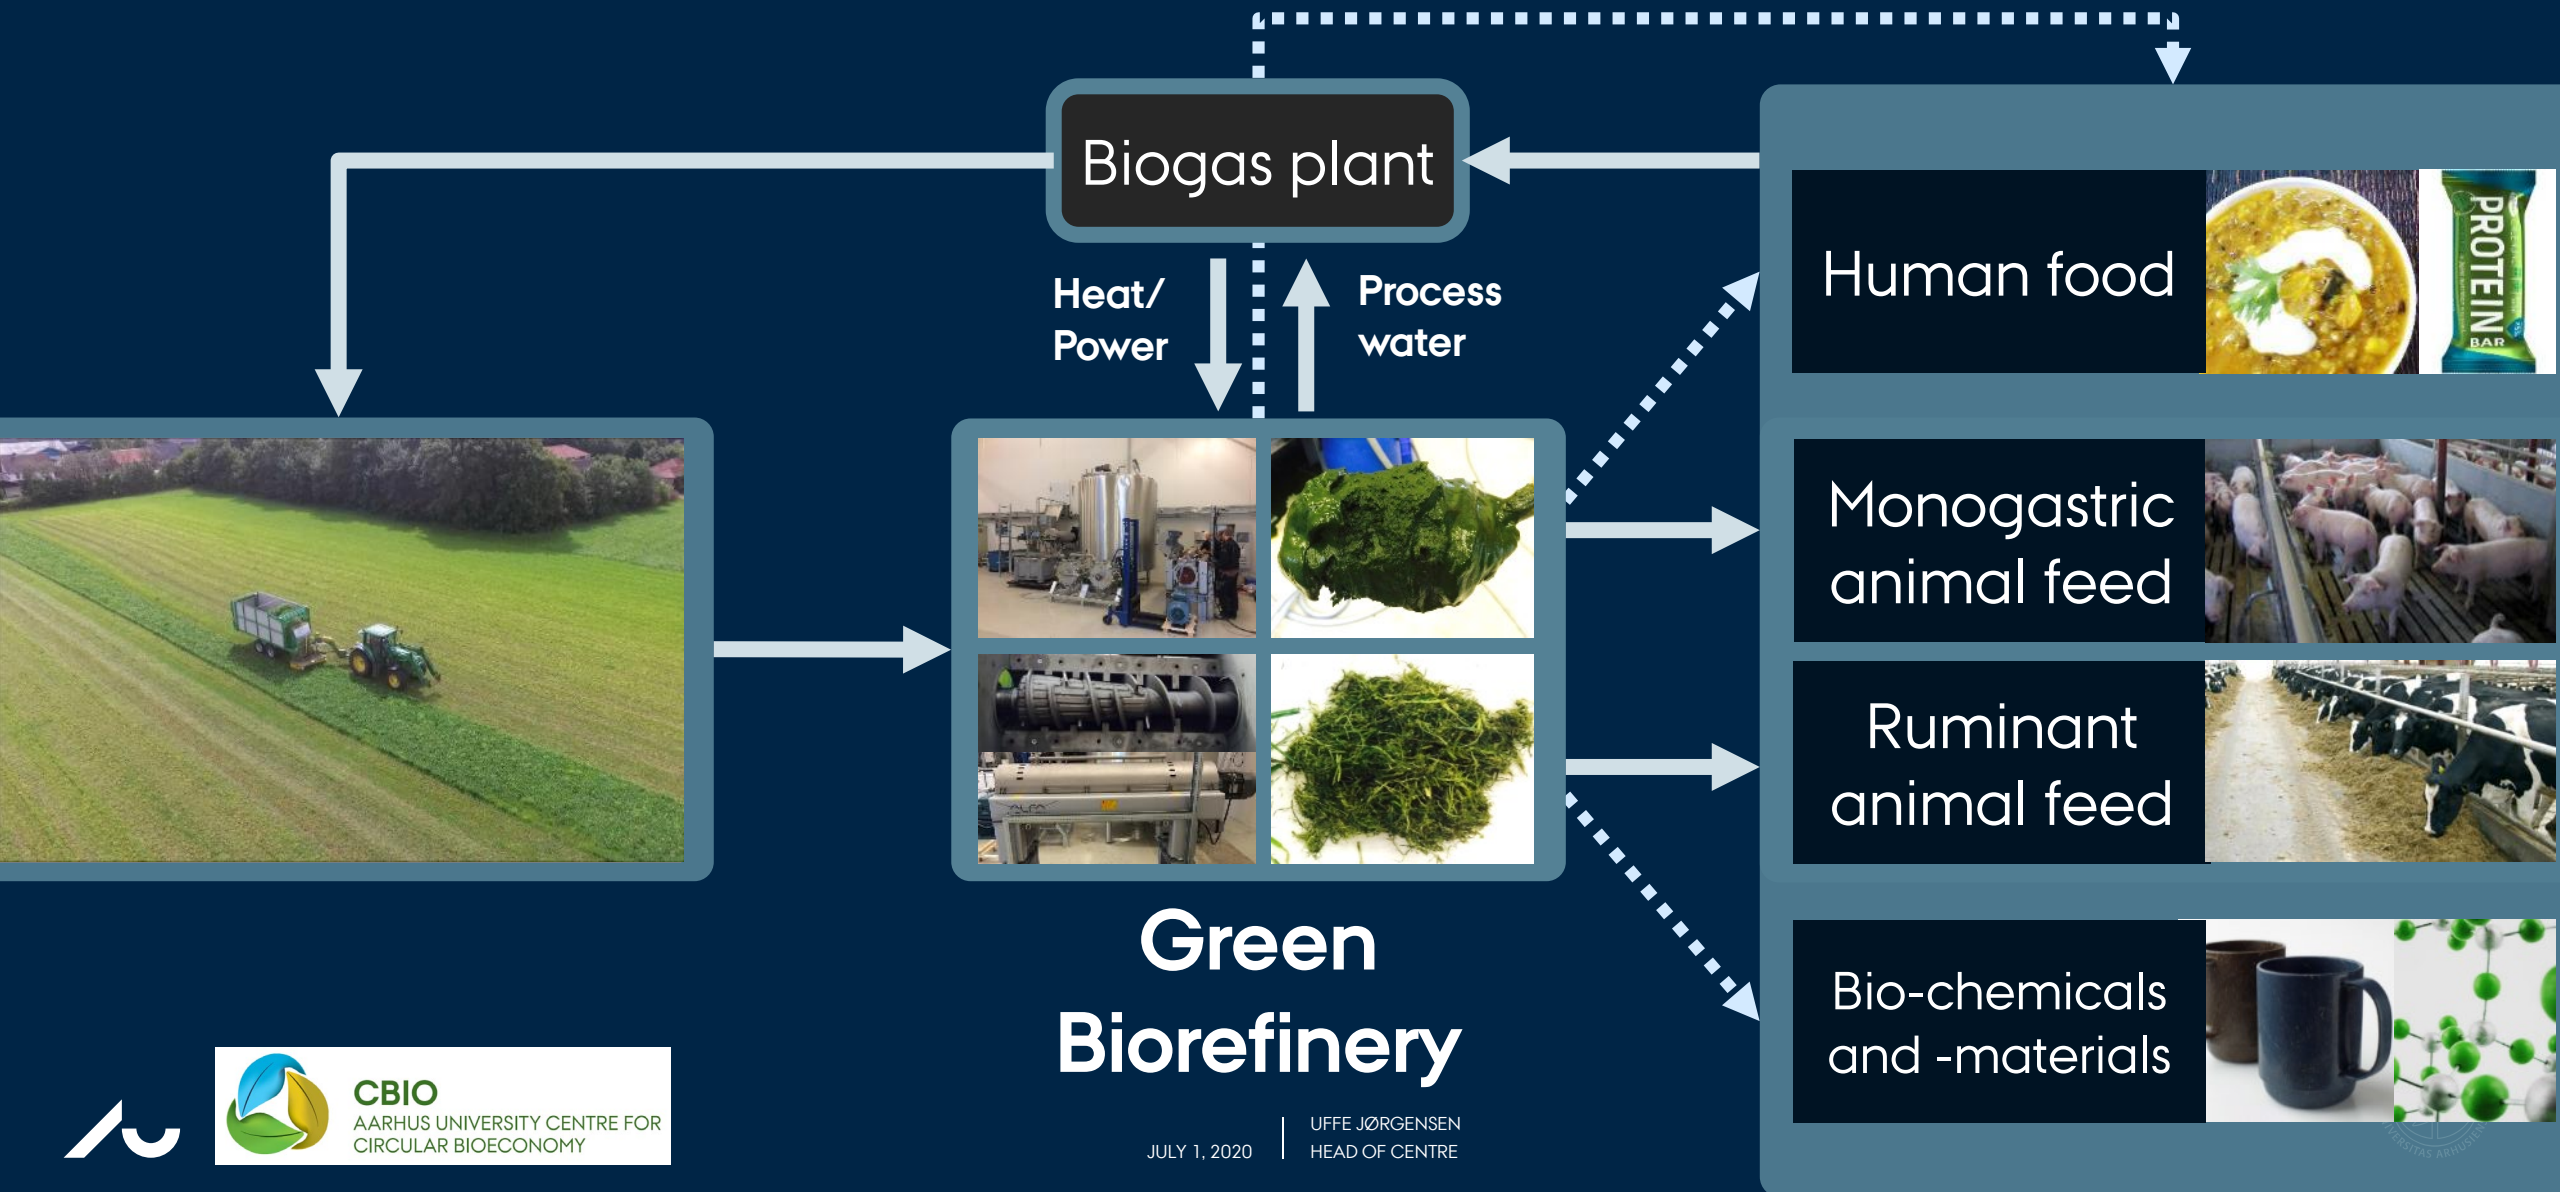 Biogas plant
Heat/
Power
Process
water
Human food
PROTEIN
BAR
Monogastric
animal feed
Ruminant
animal feed
Bio-chemicals
and -materials
Green
Biorefinery
CBIO
AARHUS UNIVERSITY CENTRE FOR
CIRCULAR BIOECONOMY
JULY 1, 2020
UFFE JØRGENSEN
HEAD OF CENTRE